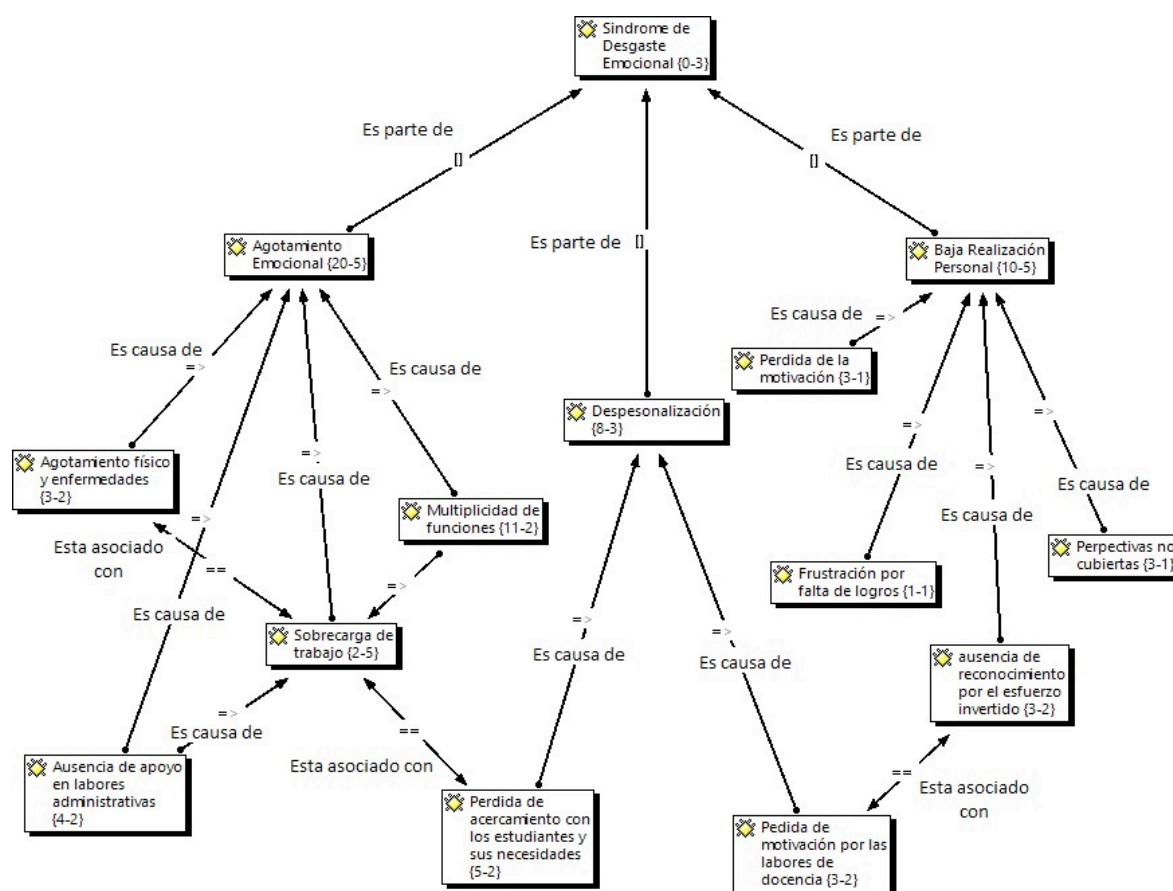 Sindrome de
Desgaste
Emocional {0-3}
Es parte de
[]
Es parte de
[]
Es parte de []
Agotamiento
Emocional {20-5}
Baja Realización
Personal {10-5}
Es causa de
=>
Es causa de
=>
Es causa de =>
Perdida de la
motivación {3-1}
Despesonalización
{8-3}
=>
Es causa de
=>
Es causa de
=>
Es causa de
=>
Es causa de
Agotamiento físico
y enfermedades
{3-2}
Multiplicidad de
funciones {11-2}
Perpectivas no
cubiertas {3-1}
Frustración por
falta de logros {1-1}
Esta asociado
con
==
=>
Es causa de
=>
Sobrecarga de
trabajo {2-5}
=>
Es causa de
=>
Es causa de
ausencia de
reconocimiento
por el esfuerzo
invertido {3-2}
=>
Es causa de
==
Esta asociado con
==
Esta asociado
con
Ausencia de apoyo
en labores
administrativas
{4-2}
Perdida de
acercamiento con
los estudiantes y
sus necesidades
{5-2}
Pedida de
motivación por las
labores de
docencia {3-2}